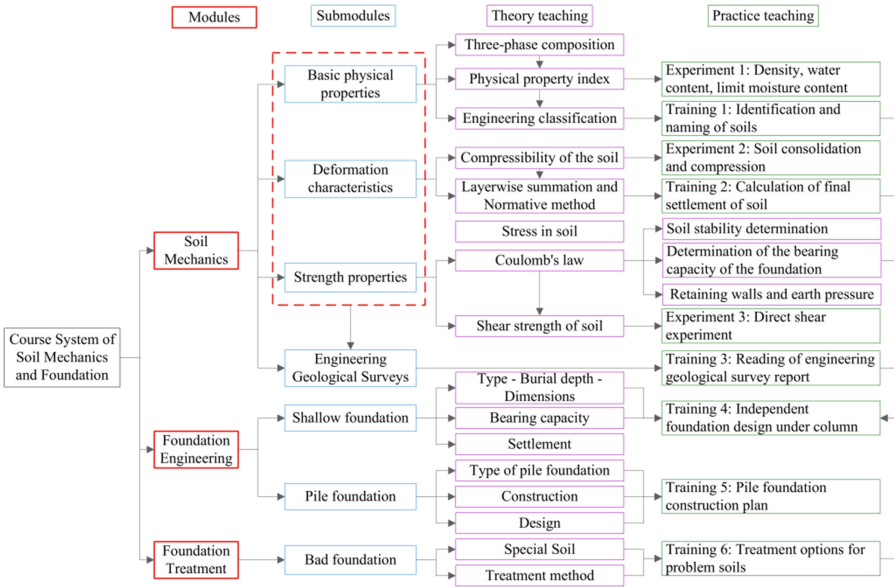 Modules
Submodules
Theory teaching
Practice teaching
Three-phase composition
Basic physical
properties
Physical property index
Experiment 1: Density, water
content, limit moisture content
Engineering classification
Training 1: Identification and
naming of soils
Deformation
characteristics
Compressibility of the soil
Experiment 2: Soil consolidation
and compression
Layerwise summation and
Normative method
Training 2: Calculation of final
settlement of soil
Soil
Mechanics
Stress in soil
Soil stability determination
Strength properties
Coulomb's law
Determination of the bearing
capacity of the foundation
Retaining walls and earth pressure
Shear strength of soil
Experiment 3: Direct shear
experiment
Course System of
Soil Mechanics
and Foundation
Engineering
Geological Surveys
Training 3: Reading of engineering
geological survey report
Shallow foundation
Type - Burial depth -
Dimensions
Bearing capacity
Settlement
Training 4: Independent
foundation design under column
Foundation
Engineering
Pile foundation
Type of pile foundation
Construction
Design
Training 5: Pile foundation
construction plan
Foundation
Treatment
Bad foundation
Special Soil
Treatment method
Training 6: Treatment options for
problem soils